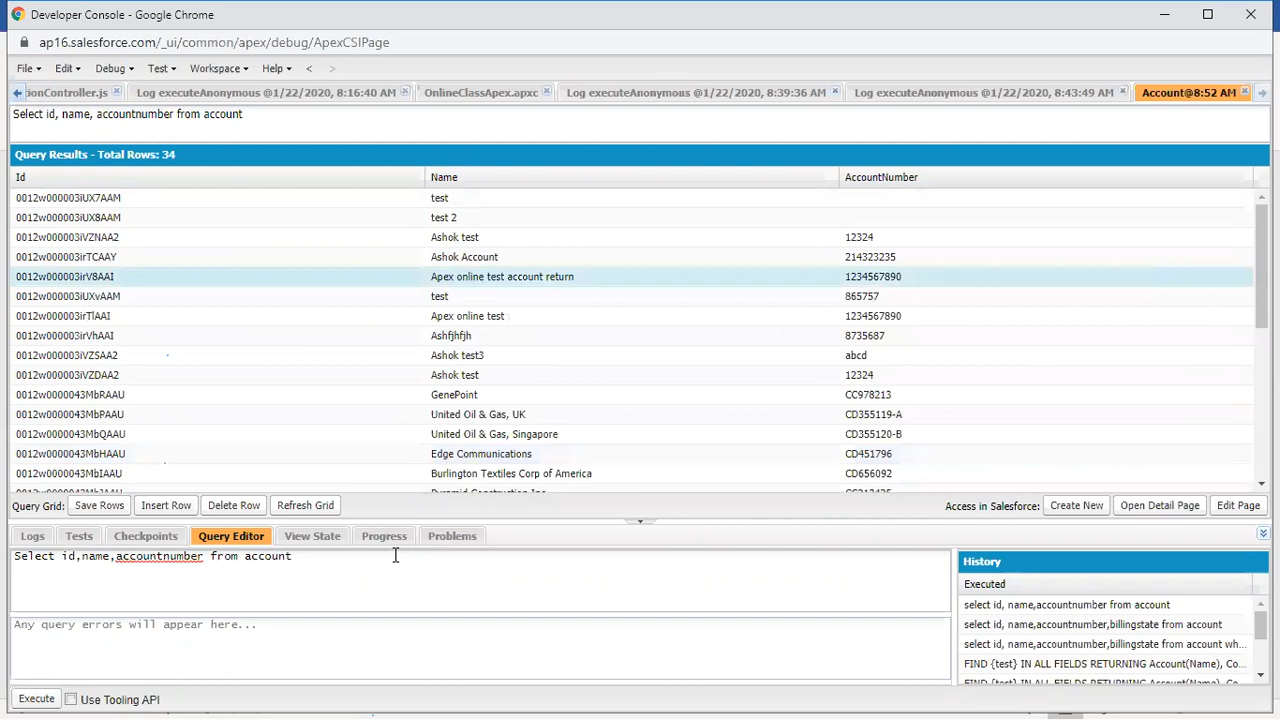 Developer Console - Google Chrome
ap16.salesforce.com/_ui/common/apex/debug/ApexCSIPage
File Edit Debug Test Workspace Help < >
ionController.js Log executeAnonymous @1/22/2020, 8:16:40 AM OnlineClassApex.apxc Log executeAnonymous @1/22/2020, 8:39:36 AM Log executeAnonymous @1/22/2020, 8:43:49 AM Account@8:52 AM
Select id, name, accountnumber from account
Query Results - Total Rows: 34
Id Name AccountNumber
0012w000003iUX7AAM test
0012w000003iUX8AAM test 2
0012w000003iVZNAA2 Ashok test 12324
0012w000003irTCAAY Ashok Account 214323235
0012w000003irV8AAI Apex online test account return 1234567890
0012w000003iUXvAAM test 865757
0012w000003irTlAAI Apex online test 1234567890
0012w000003irVhAAI Ashfjhfjh 8735687
0012w000003iVZSAA2 Ashok test3 abcd
0012w000003iVZDAA2 Ashok test 12324
0012w0000043MbRAAU GenePoint CC978213
0012w0000043MbPAAU United Oil & Gas, UK CD355119-A
0012w0000043MbQAAU United Oil & Gas, Singapore CD355120-B
0012w0000043MbHAAU Edge Communications CD451796
0012w0000043MbIAAU Burlington Textiles Corp of America CD656092
Query Grid: Save Rows Insert Row Delete Row Refresh Grid Access in Salesforce: Create New Open Detail Page Edit Page
Logs Tests Checkpoints Query Editor View State Progress Problems
Select id,name,accountnumber from account
Any query errors will appear here...
History
Executed
select id, name,accountnumber from account
select id, name,accountnumber,billingstate from account
select id, name,accountnumber,billingstate from account wh...
FIND {test} IN ALL FIELDS RETURNING Account(Name), Co...
Execute Use Tooling API